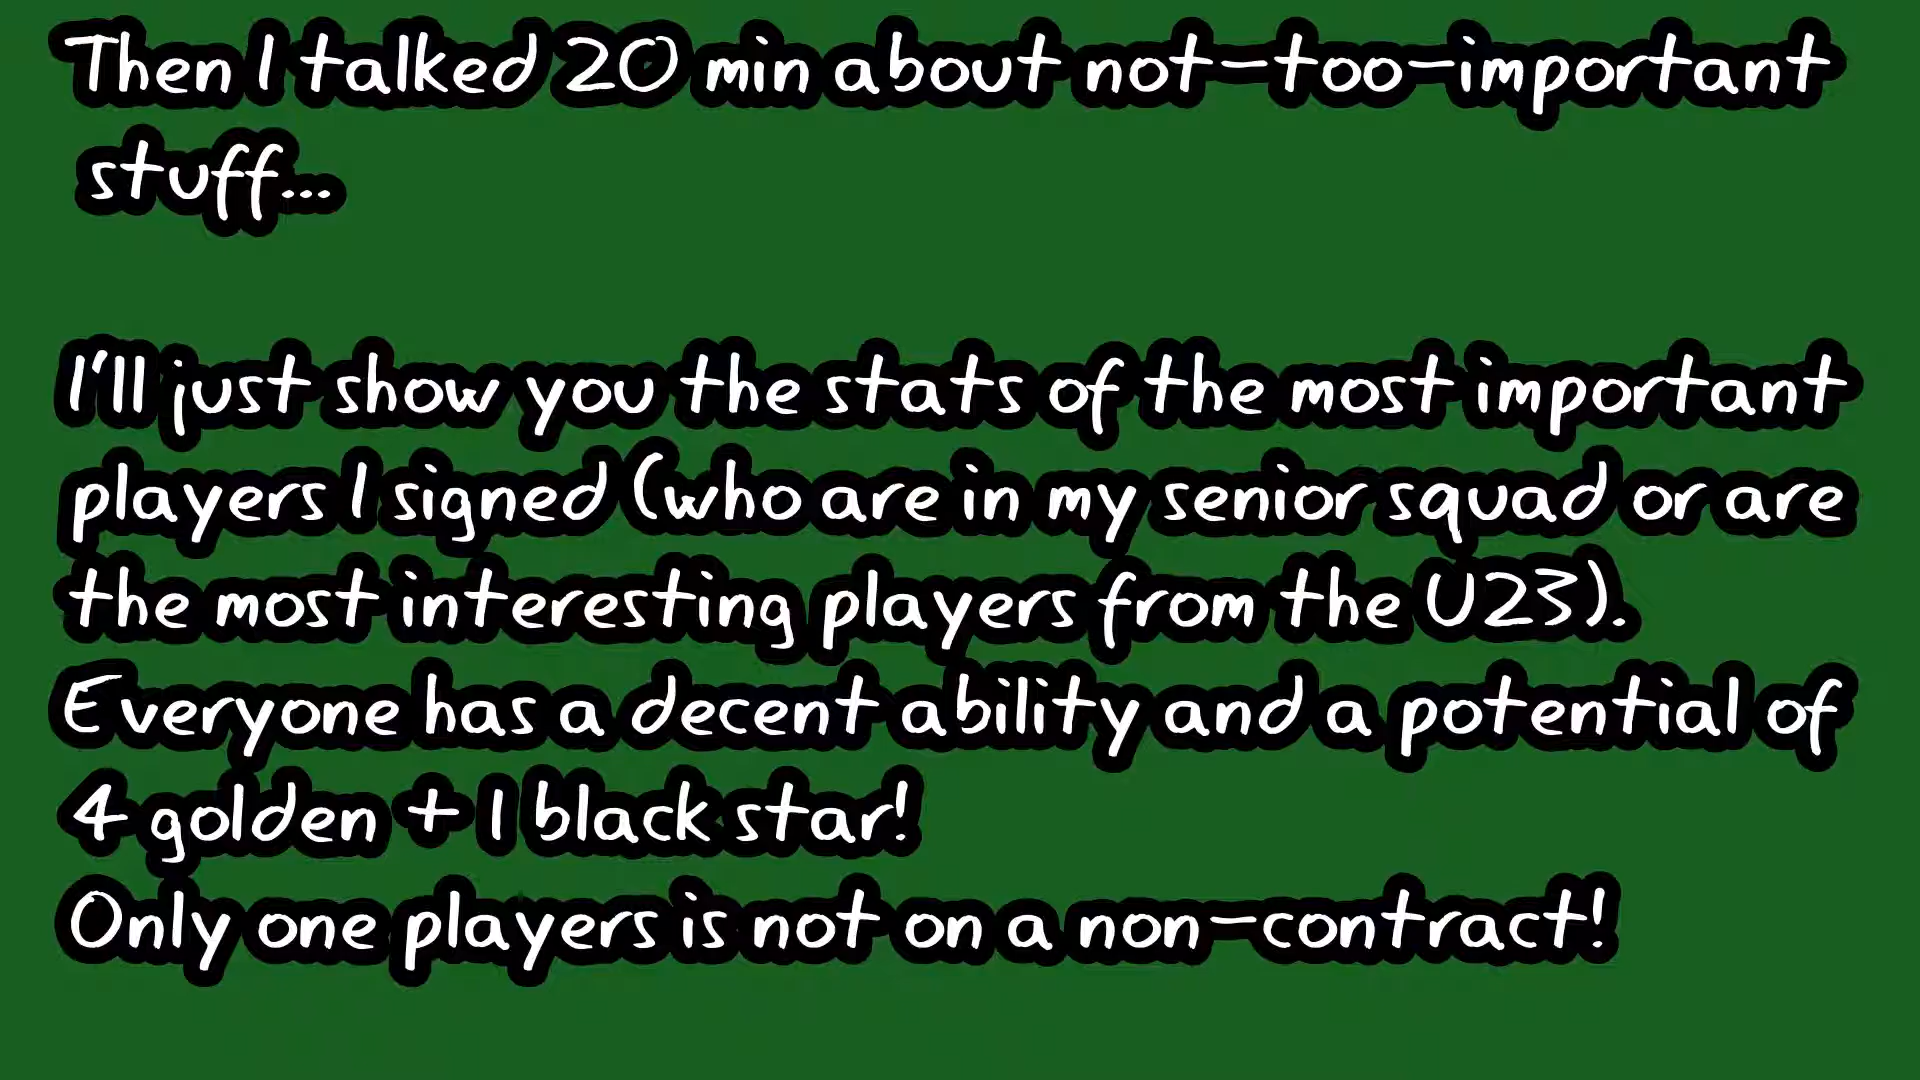 Then I talked 20 min about not-too-important
stuff...
I'll just show you the stats of the most important
players I signed (who are in my senior squad or are
the most interesting players from the U23).
Everyone has a decent ability and a potential of
4 golden + 1 black star!
Only one players is not on a non-contract!